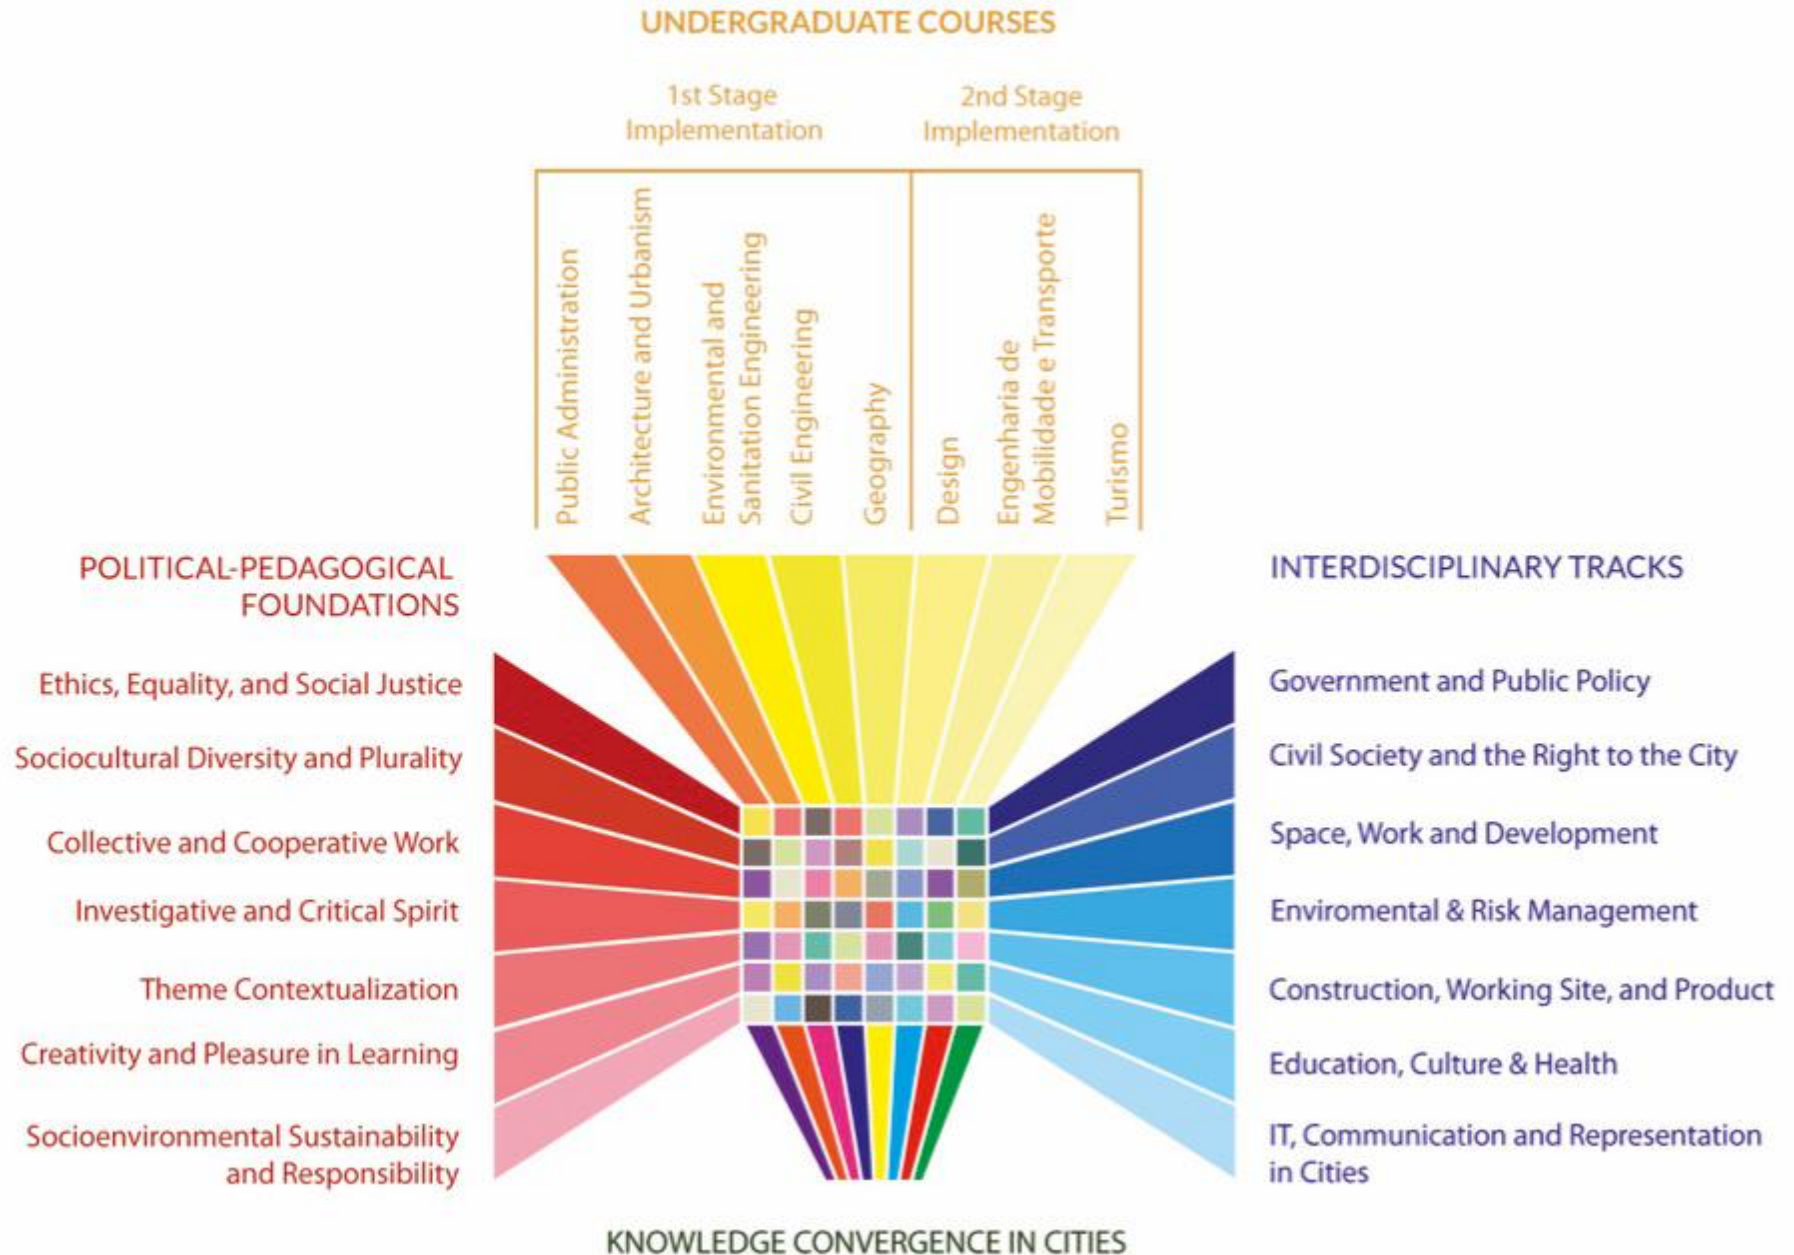 UNDERGRADUATE COURSES
1st Stage
Implementation
2nd Stage
Implementation
Public Administration
Architecture and Urbanism
Environmental and
Sanitation Engineering
Civil Engineering
Geography
Design
Engenharia de
Mobilidade e Transporte
Turismo
POLITICAL-PEDAGOGICAL
FOUNDATIONS
Ethics, Equality, and Social Justice
Sociocultural Diversity and Plurality
Collective and Cooperative Work
Investigative and Critical Spirit
Theme Contextualization
Creativity and Pleasure in Learning
Socioenvironmental Sustainability
and Responsibility
INTERDISCIPLINARY TRACKS
Government and Public Policy
Civil Society and the Right to the City
Space, Work and Development
Enviromental & Risk Management
Construction, Working Site, and Product
Education, Culture & Health
IT, Communication and Representation
in Cities
KNOWLEDGE CONVERGENCE IN CITIES